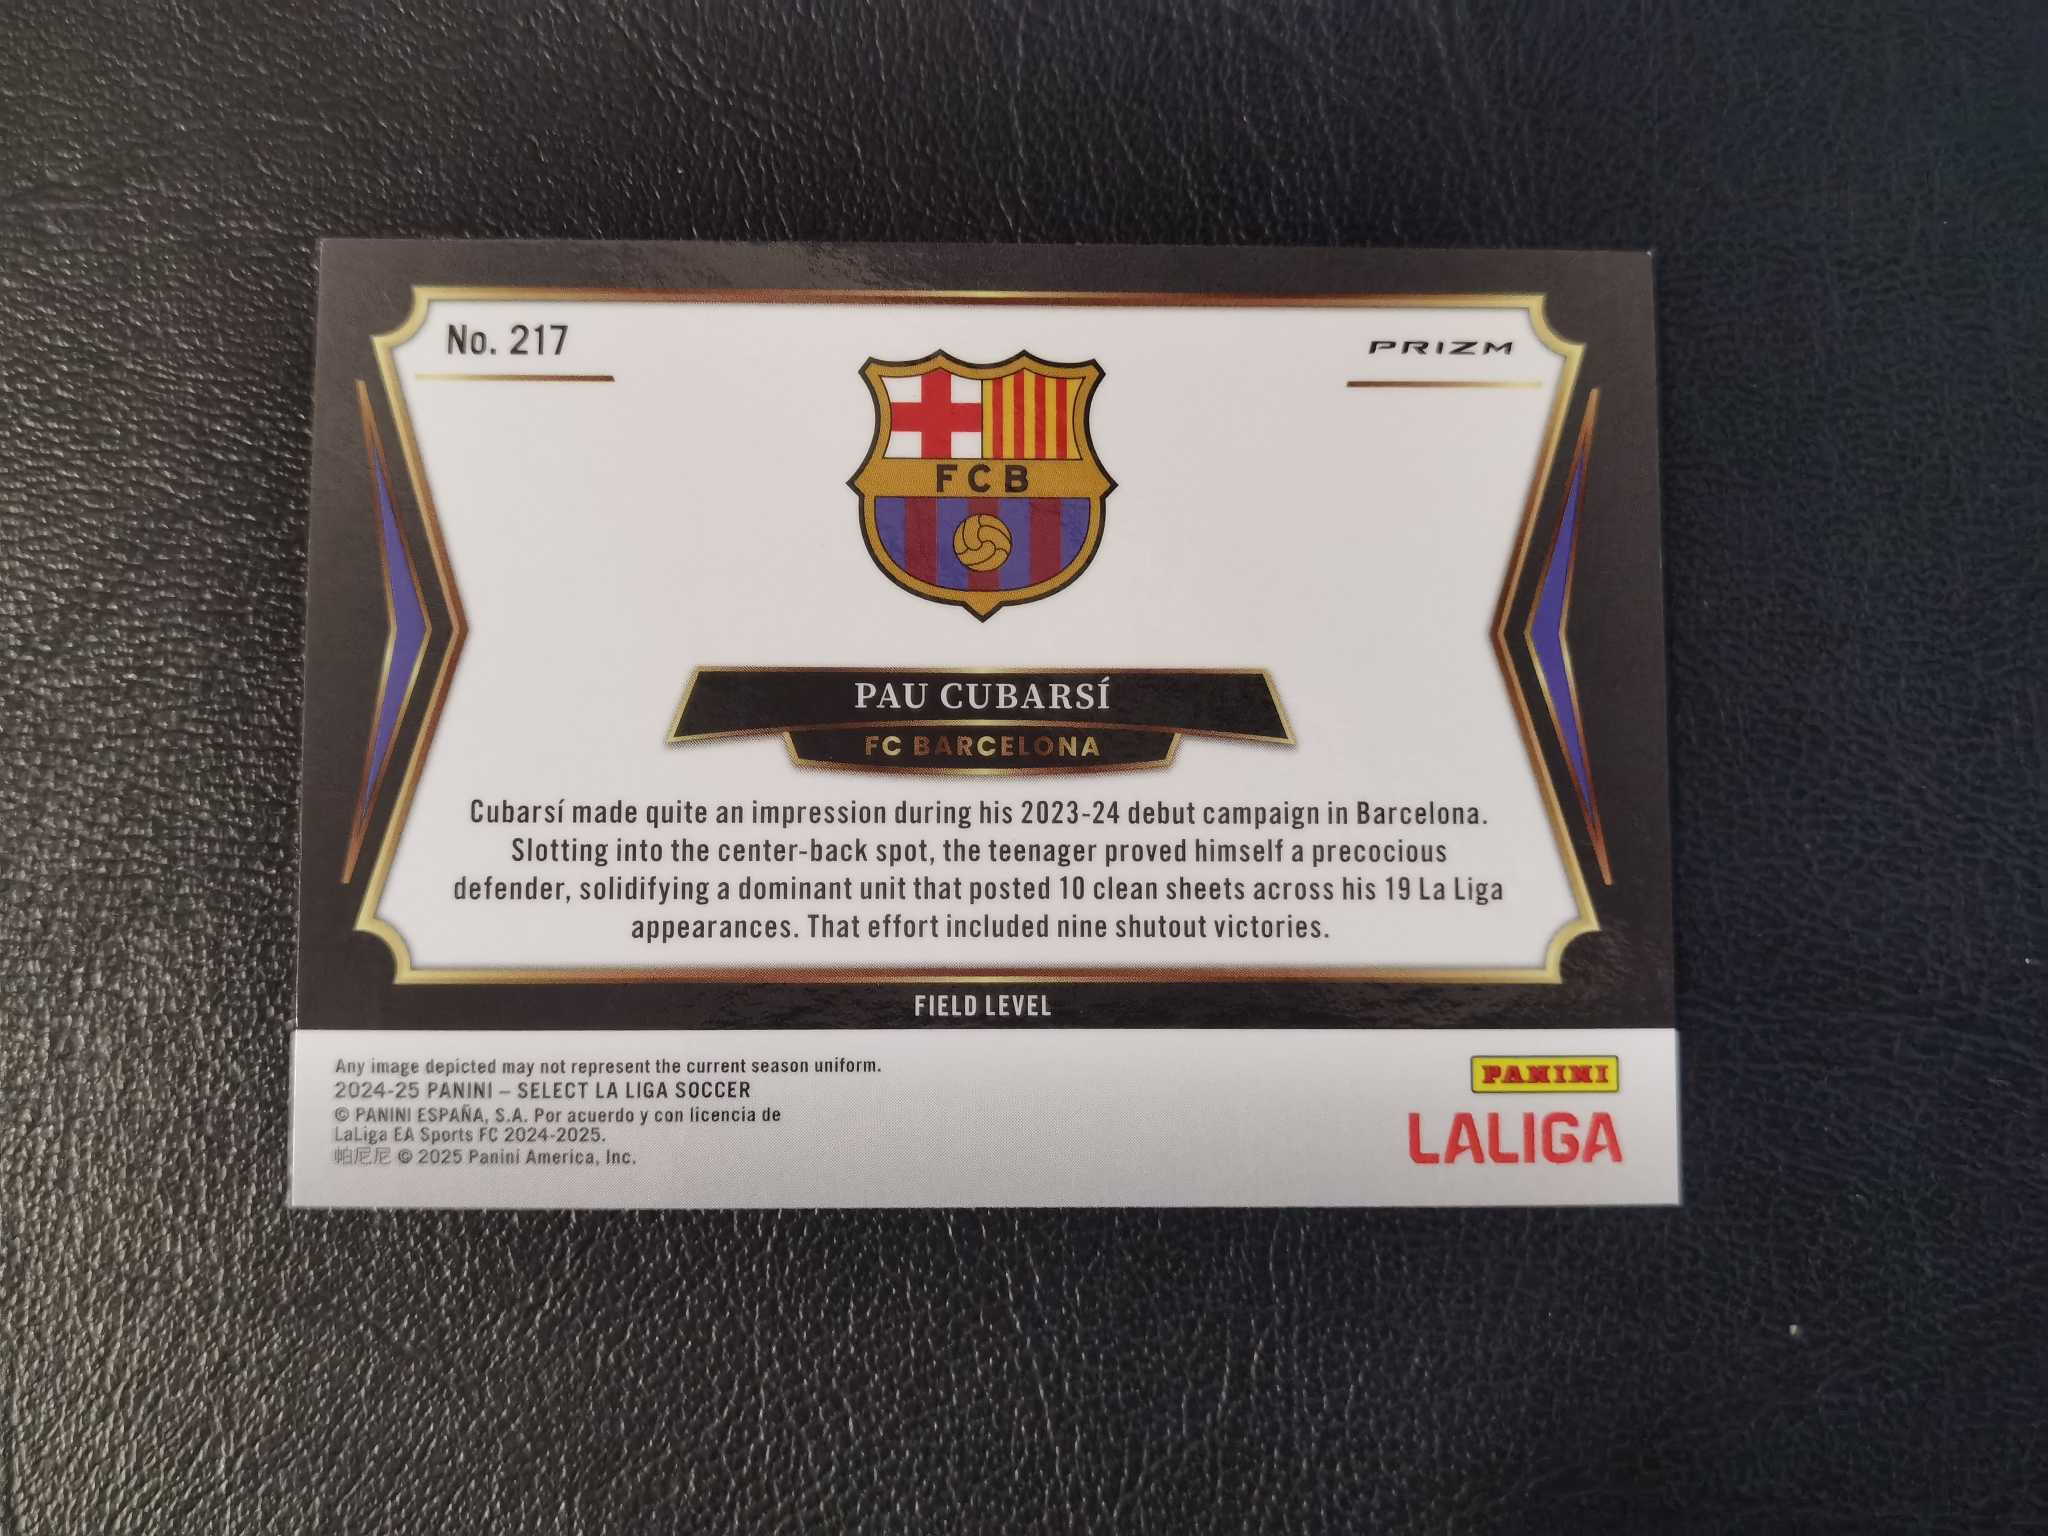 No. 217
PRIZM
FCB
PAU CUBARSÍ
FC BARCELONA
Cubarsí made quite an impression during his 2023-24 debut campaign in Barcelona.
Slotting into the center-back spot, the teenager proved himself a precocious
defender, solidifying a dominant unit that posted 10 clean sheets across his 19 La Liga
appearances. That effort included nine shutout victories.
FIELD LEVEL
Any image depicted may not represent the current season uniform.
2024-25 PANINI – SELECT LA LIGA SOCCER
© PANINI ESPAÑA, S.A. Por acuerdo y con licencia de
LaLiga EA Sports FC 2024-2025.
帕尼尼 © 2025 Panini America, Inc.
PANINI
LALIGA